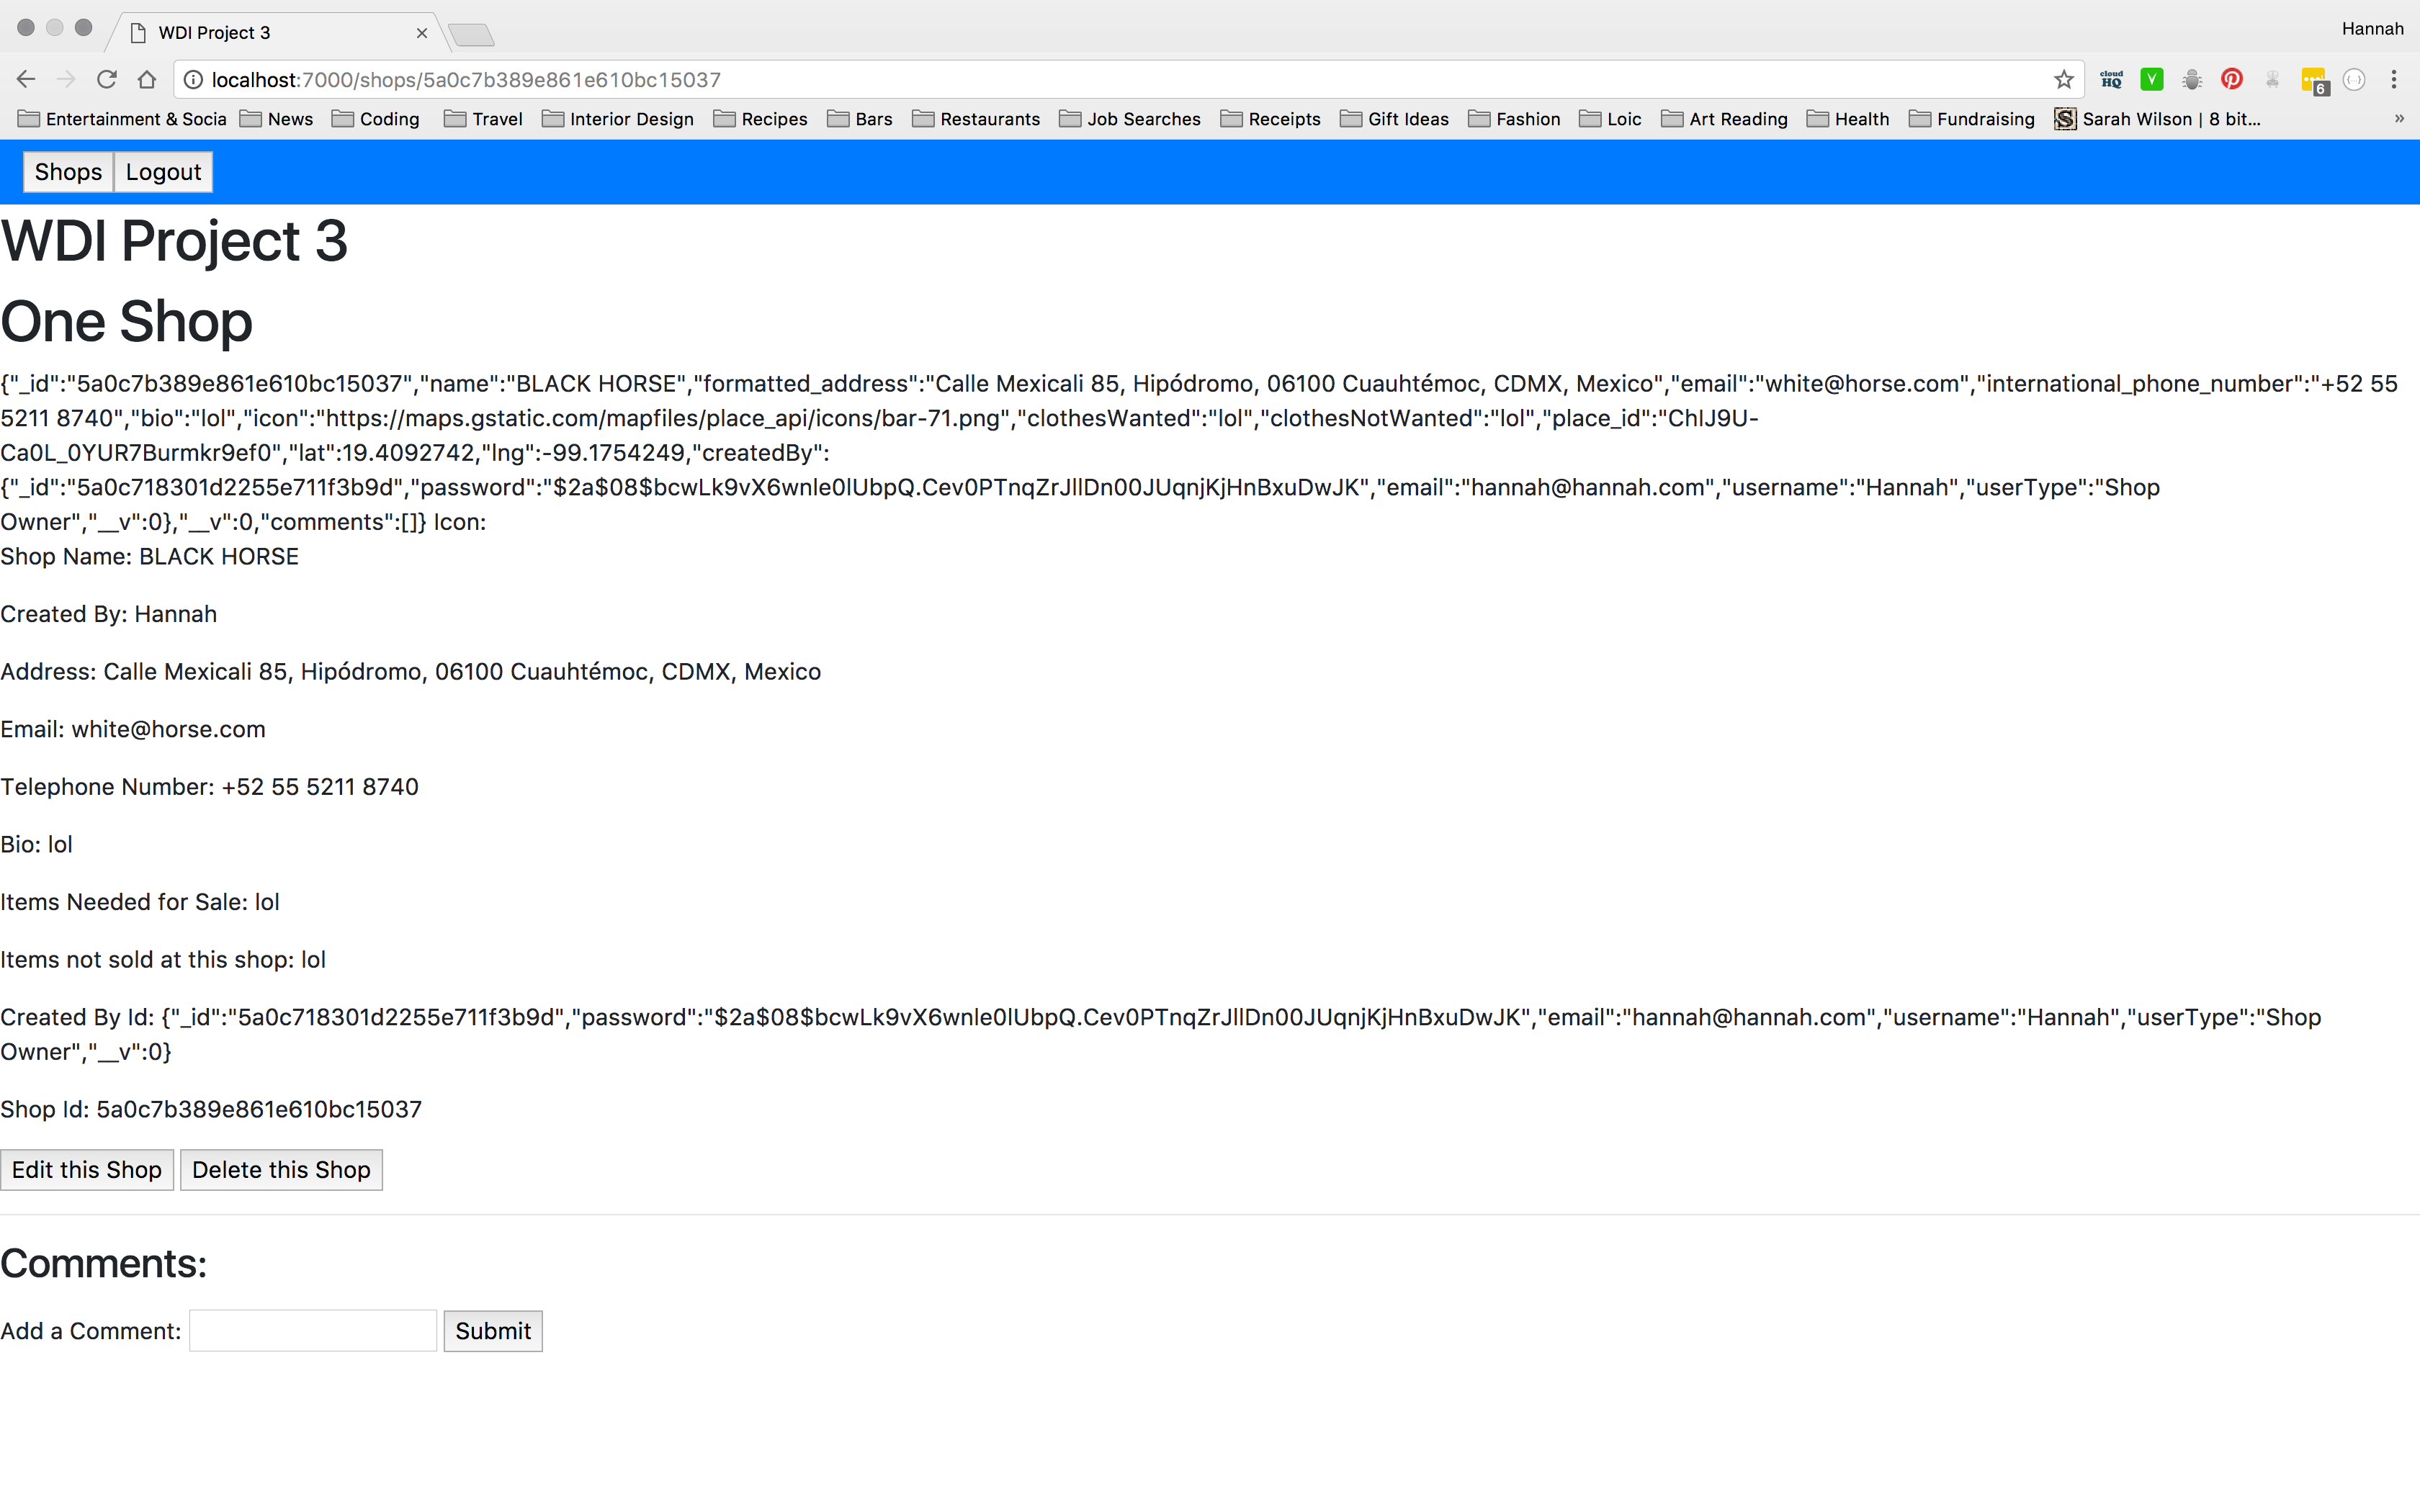 WDI Project 3
Hannah
localhost:7000/shops/5a0c7b389e861e610bc15037
cloud HQ
6
Entertainment & Socia News Coding Travel Interior Design Recipes Bars Restaurants Job Searches Receipts Gift Ideas Fashion Loic Art Reading Health Fundraising Sarah Wilson | 8 bit... »
Shops Logout
WDI Project 3
One Shop
{"_id":"5a0c7b389e861e610bc15037","name":"BLACK HORSE","formatted_address":"Calle Mexicali 85, Hipódromo, 06100 Cuauhtémoc, CDMX, Mexico","email":"white@horse.com","international_phone_number":"+52 55
5211 8740","bio":"lol","icon":"https://maps.gstatic.com/mapfiles/place_api/icons/bar-71.png","clothesWanted":"lol","clothesNotWanted":"lol","place_id":"ChIJ9U-
Ca0L_0YUR7Burmkr9ef0","lat":19.4092742,"lng":-99.1754249,"createdBy":
{"_id":"5a0c718301d2255e711f3b9d","password":"$2a$08$bcwLk9vX6wnle0lUbpQ.Cev0PTnqZrJllDn00JUqnjKjHnBxuDwJK","email":"hannah@hannah.com","username":"Hannah","userType":"Shop
Owner","__v":0},"__v":0,"comments":[]} Icon:
Shop Name: BLACK HORSE
Created By: Hannah
Address: Calle Mexicali 85, Hipódromo, 06100 Cuauhtémoc, CDMX, Mexico
Email: white@horse.com
Telephone Number: +52 55 5211 8740
Bio: lol
Items Needed for Sale: lol
Items not sold at this shop: lol
Created By Id: {"_id":"5a0c718301d2255e711f3b9d","password":"$2a$08$bcwLk9vX6wnle0lUbpQ.Cev0PTnqZrJllDn00JUqnjKjHnBxuDwJK","email":"hannah@hannah.com","username":"Hannah","userType":"Shop
Owner","__v":0}
Shop Id: 5a0c7b389e861e610bc15037
Edit this Shop Delete this Shop
Comments:
Add a Comment: Submit